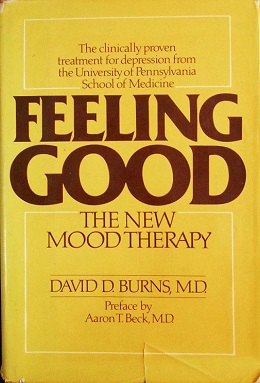 The clinically proven
treatment for depression from
the University of Pennsylvania
School of Medicine
FEELING
GOOD
THE NEW
MOOD THERAPY
DAVID D. BURNS, M.D.
Preface by
Aaron T. Beck, M.D.